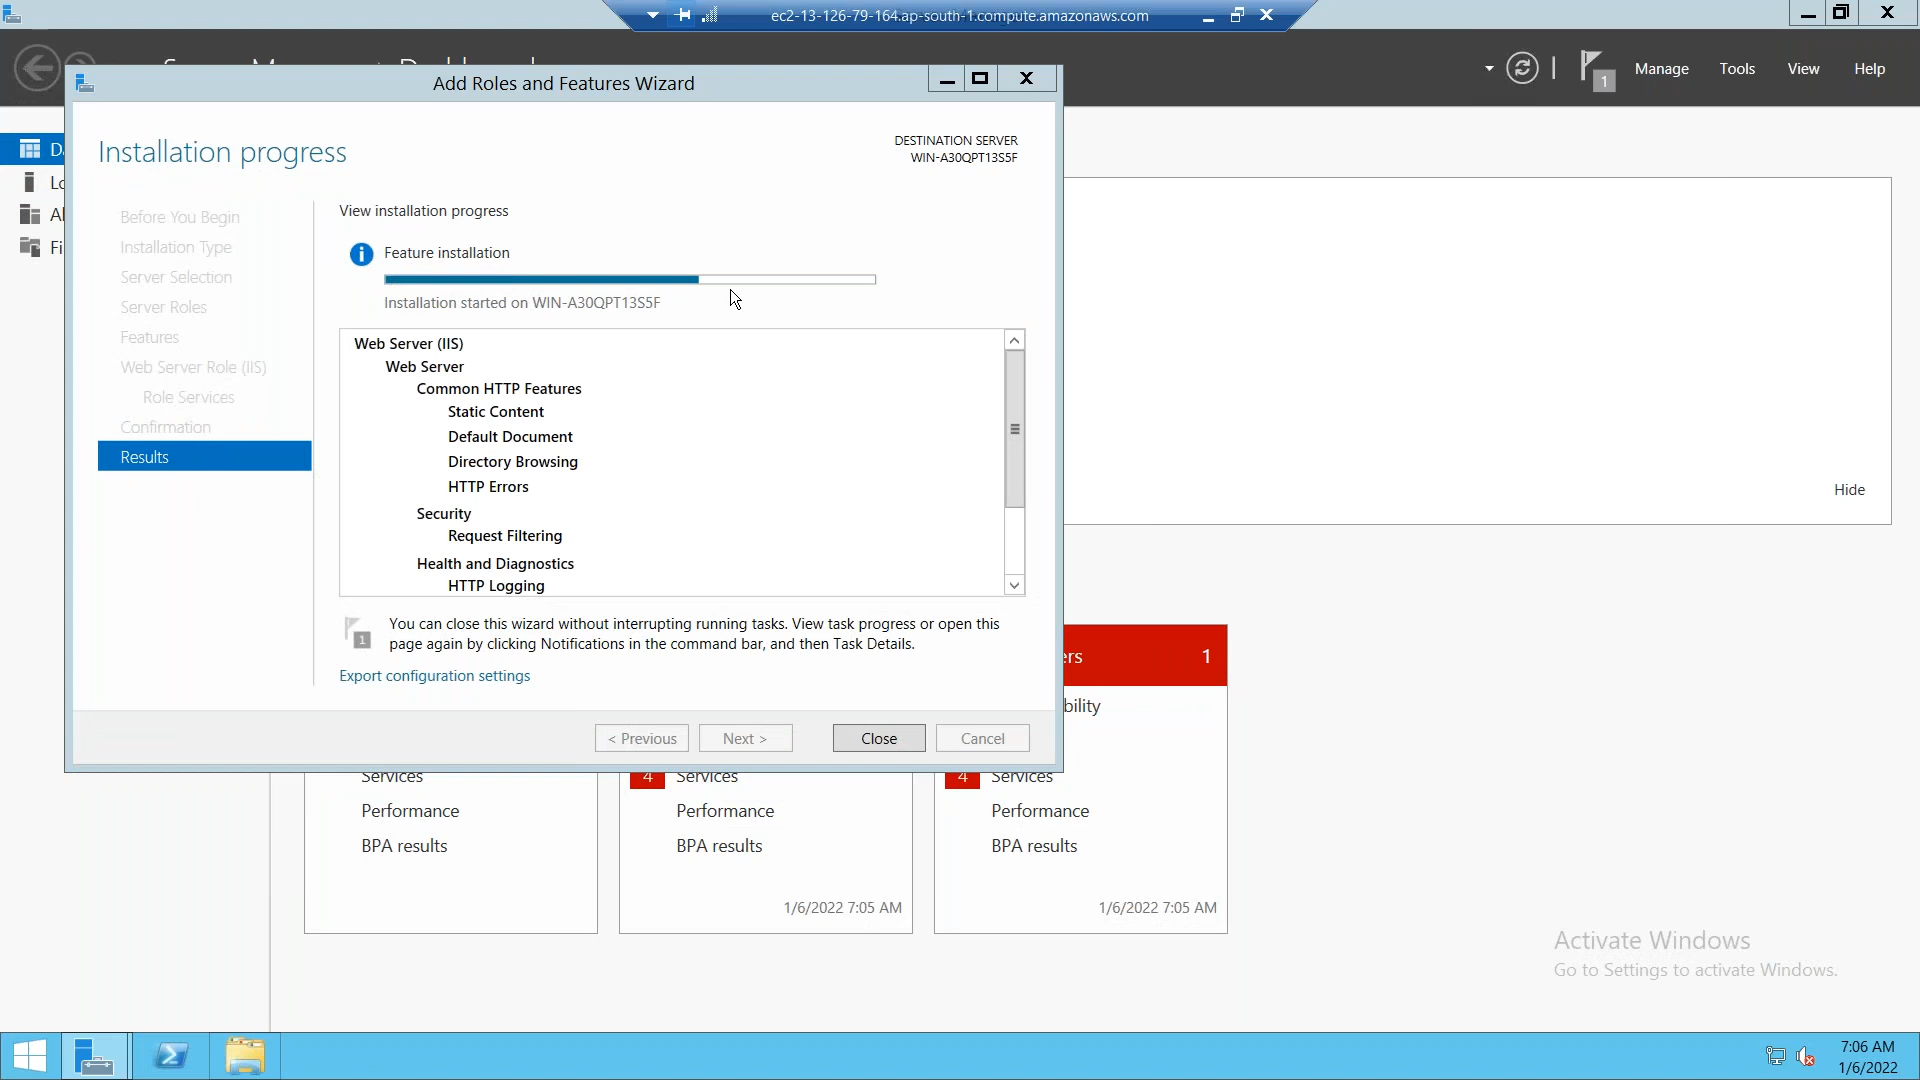 ec2-13-126-79-164.ap-south-1.compute.amazonaws.com
1
Manage
Tools
View
Help
Add Roles and Features Wizard
Installation progress
DESTINATION SERVER
WIN-A30QPT13S5F
Before You Begin
Installation Type
Server Selection
Server Roles
Features
Web Server Role (IIS)
Role Services
Confirmation
Results
View installation progress
Feature installation
Installation started on WIN-A30QPT13S5F
Web Server (IIS)
Web Server
Common HTTP Features
Static Content
Default Document
Directory Browsing
HTTP Errors
Security
Request Filtering
Health and Diagnostics
HTTP Logging
1
You can close this wizard without interrupting running tasks. View task progress or open this
page again by clicking Notifications in the command bar, and then Task Details.
Export configuration settings
< Previous
Next >
Close
Cancel
Hide
1
Services
Performance
BPA results
4 Services
Performance
BPA results
1/6/2022 7:05 AM
4 Services
Performance
BPA results
1/6/2022 7:05 AM
Activate Windows
Go to Settings to activate Windows.
7:06 AM
1/6/2022